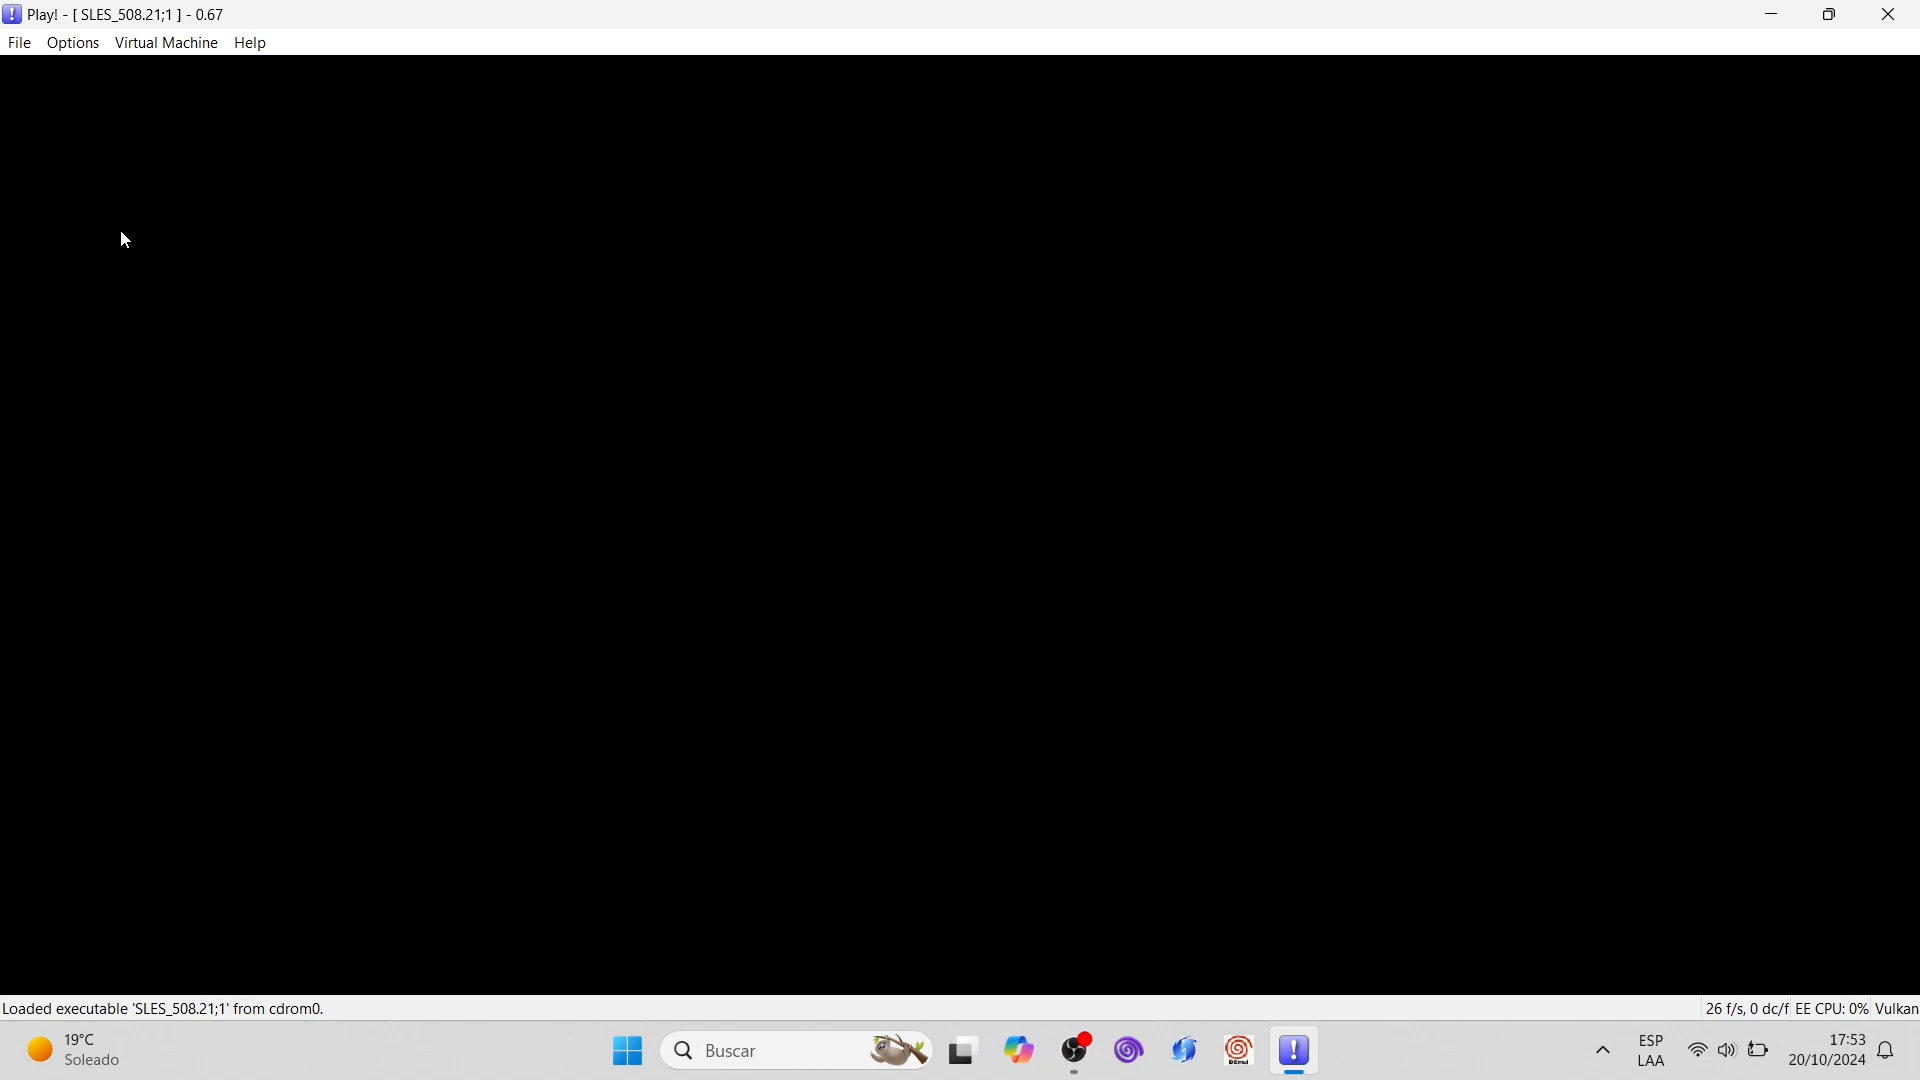 Play! - [ SLES_508.21;1 ] - 0.67
File Options Virtual Machine Help
Loaded executable 'SLES_508.21;1' from cdrom0.
26 f/s, 0 dc/f EE CPU: 0% Vulkan
19°C
Soleado
Buscar
DEmul
ESP
LAA
17:53
20/10/2024